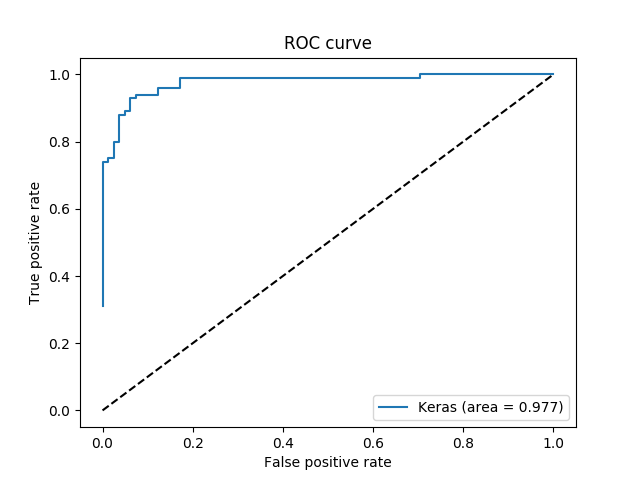 ROC curve
True positive rate
1.0
0.8
0.6
0.4
0.2
0.0
Keras (area = 0.977)
0.0 0.2 0.4 0.6 0.8 1.0
False positive rate